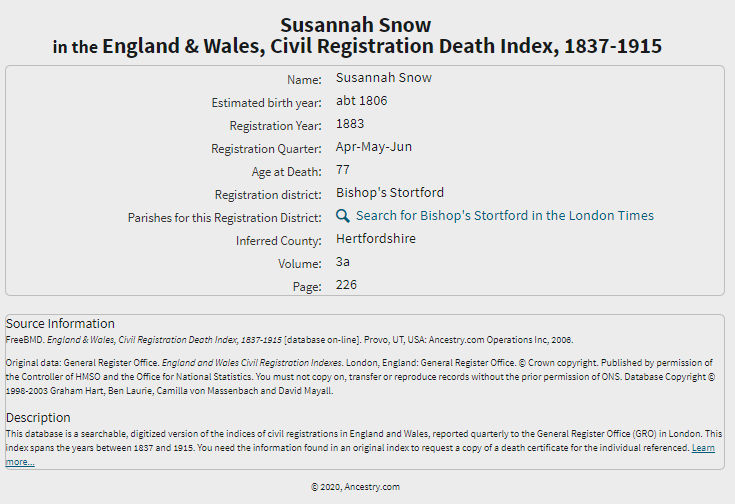 Susannah Snow
in the England & Wales, Civil Registration Death Index, 1837-1915
Name: Susannah Snow
Estimated birth year: abt 1806
Registration Year: 1883
Registration Quarter: Apr-May-Jun
Age at Death: 77
Registration district: Bishop's Stortford
Parishes for this Registration District: Search for Bishop's Stortford in the London Times
Inferred County: Hertfordshire
Volume: 3a
Page: 226
Source Information
FreeBMD. England & Wales, Civil Registration Death Index, 1837-1915 [database on-line]. Provo, UT, USA: Ancestry.com Operations Inc, 2006.
Original data: General Register Office. England and Wales Civil Registration Indexes. London, England: General Register Office. © Crown copyright. Published by permission of
the Controller of HMSO and the Office for National Statistics. You must not copy on, transfer or reproduce records without the prior permission of ONS. Database Copyright ©
1998-2003 Graham Hart, Ben Laurie, Camilla von Massenbach and David Mayall.
Description
This database is a searchable, digitized version of the indices of civil registrations in England and Wales, reported quarterly to the General Register Office (GRO) in London. This
index spans the years between 1837 and 1915. You need the information found in an original index to request a copy of a death certificate for the individual referenced. Learn
more...
© 2020, Ancestry.com